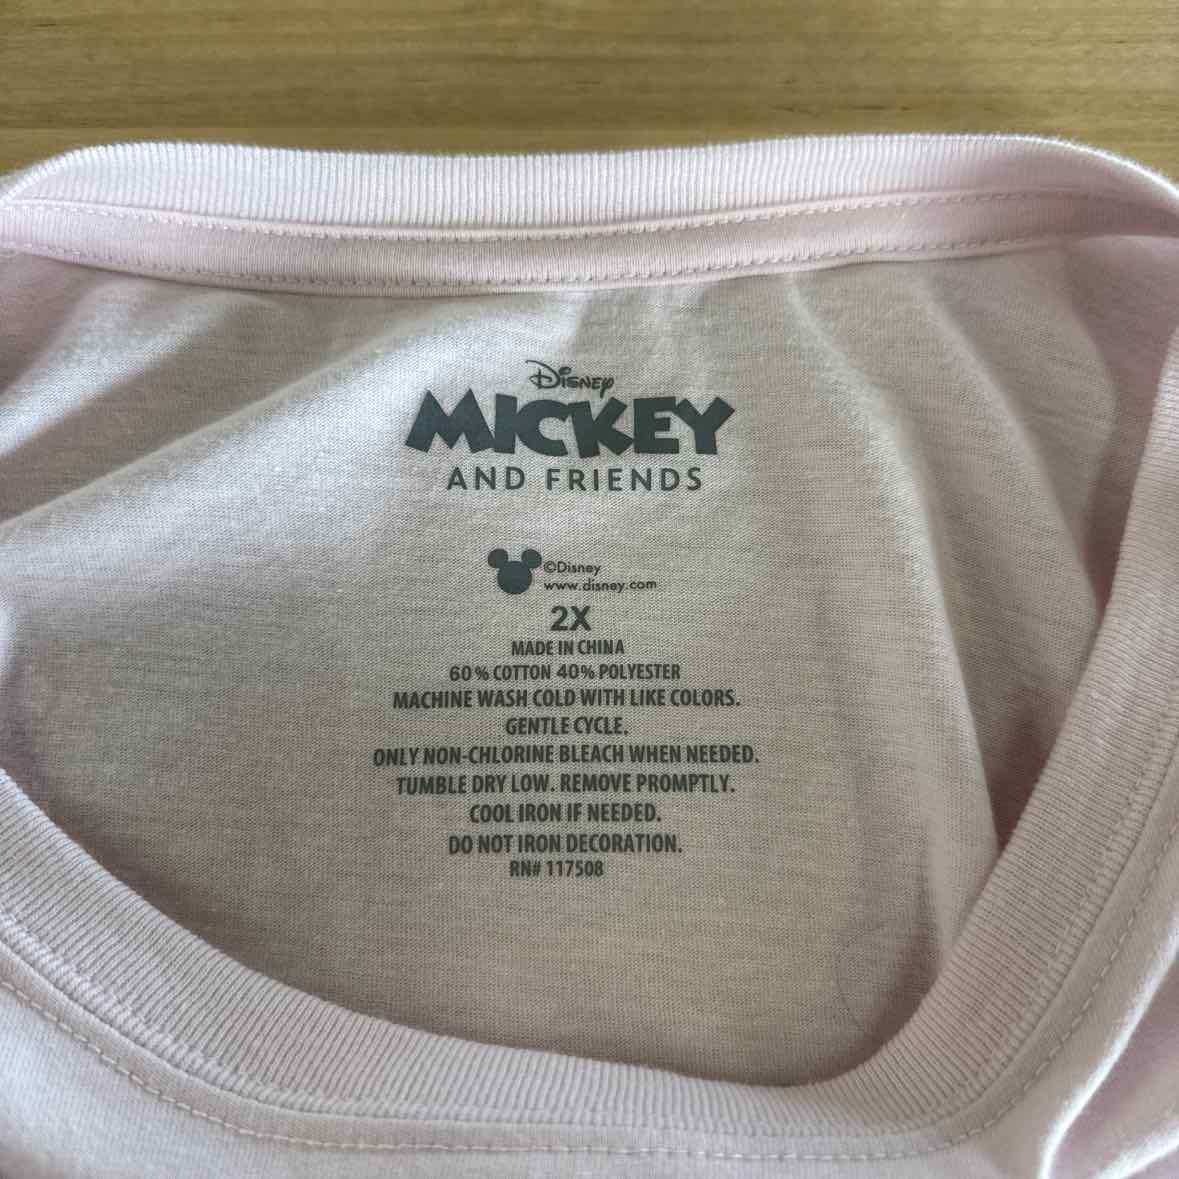 Disney
MICKEY
AND FRIENDS
©Disney
www.disney.com
2X
MADE IN CHINA
60% COTTON 40% POLYESTER
MACHINE WASH COLD WITH LIKE COLORS.
GENTLE CYCLE.
ONLY NON-CHLORINE BLEACH WHEN NEEDED.
TUMBLE DRY LOW. REMOVE PROMPTLY.
COOL IRON IF NEEDED.
DO NOT IRON DECORATION.
RN# 117508